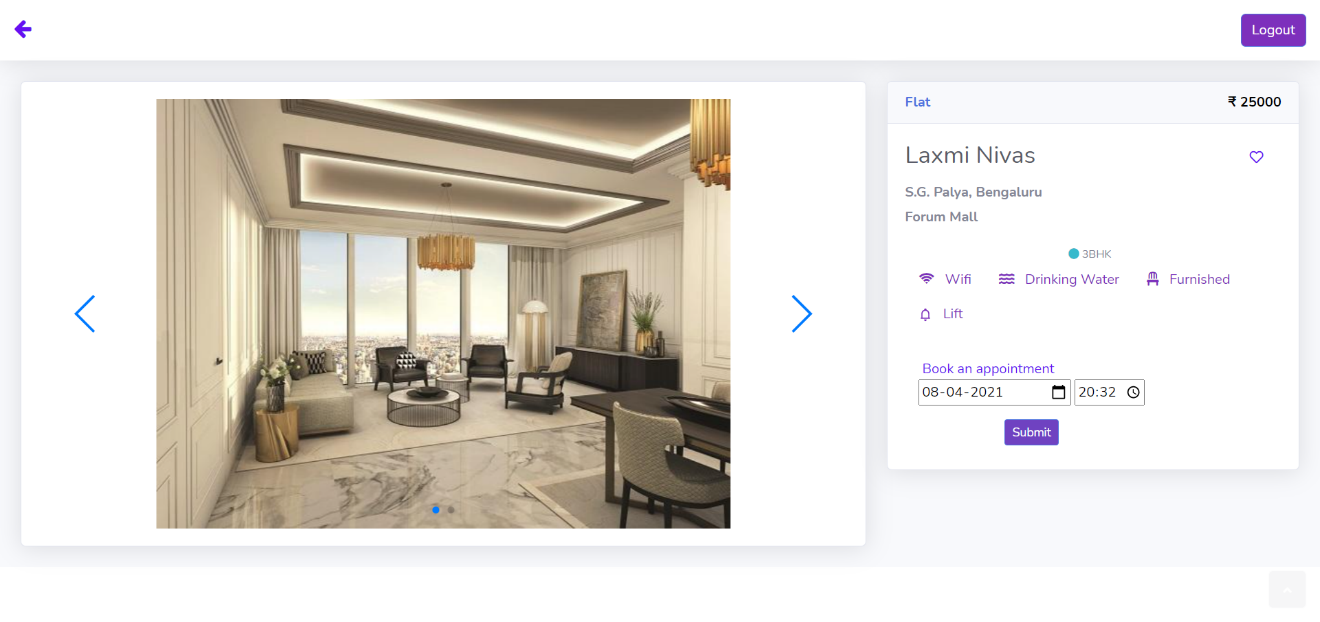 Logout
Flat ₹ 25000
Laxmi Nivas
S.G. Palya, Bengaluru
Forum Mall
3BHK
Wifi Drinking Water Furnished
Lift
Book an appointment
08-04-2021 20:32
Submit